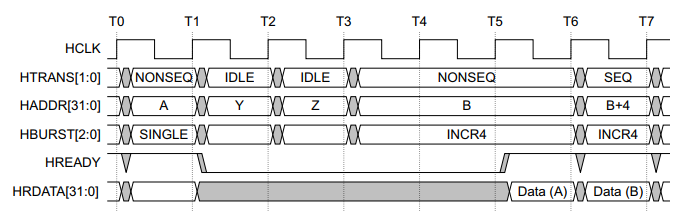 T0 T1 T2 T3 T4 T5 T6 T7
HCLK
HTRANS[1:0] NONSEQ IDLE IDLE NONSEQ SEQ
HADDR[31:0] A Y Z B B+4
HBURST[2:0] SINGLE INCR4 INCR4
HREADY
HRDATA[31:0] Data (A) Data (B)